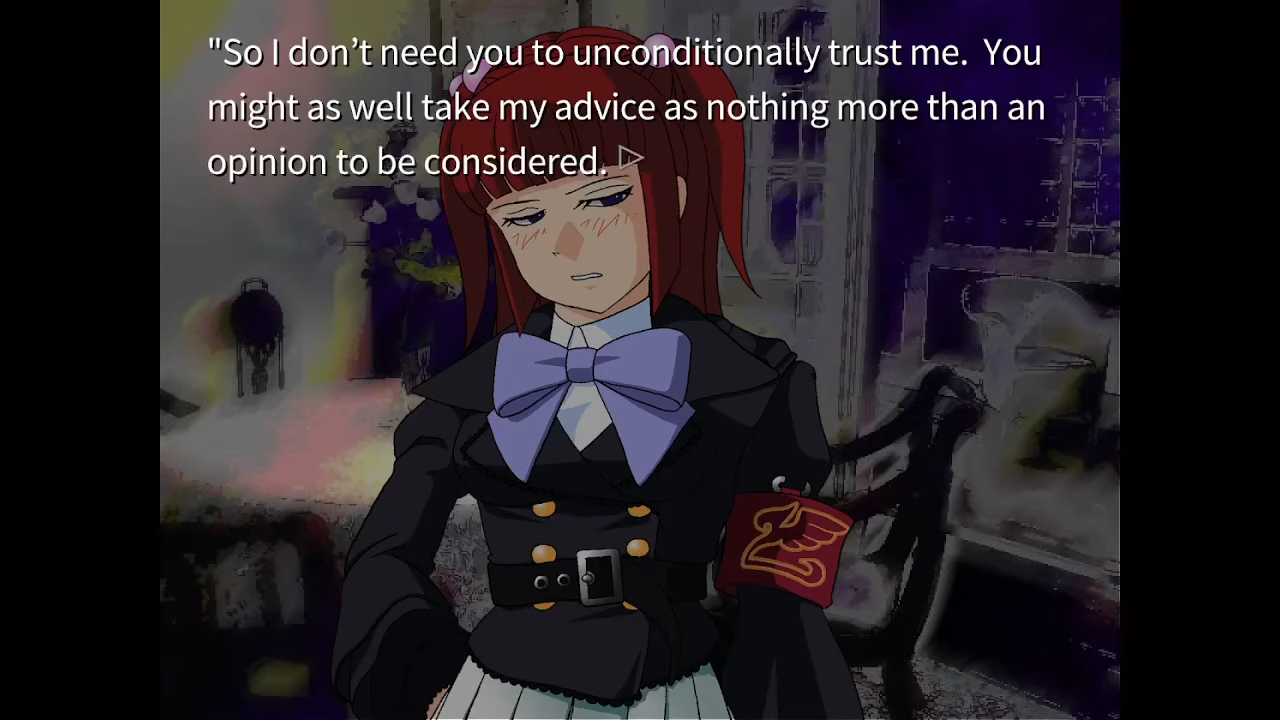 "So I don’t need you to unconditionally trust me.  You
might as well take my advice as nothing more than an
opinion to be considered.